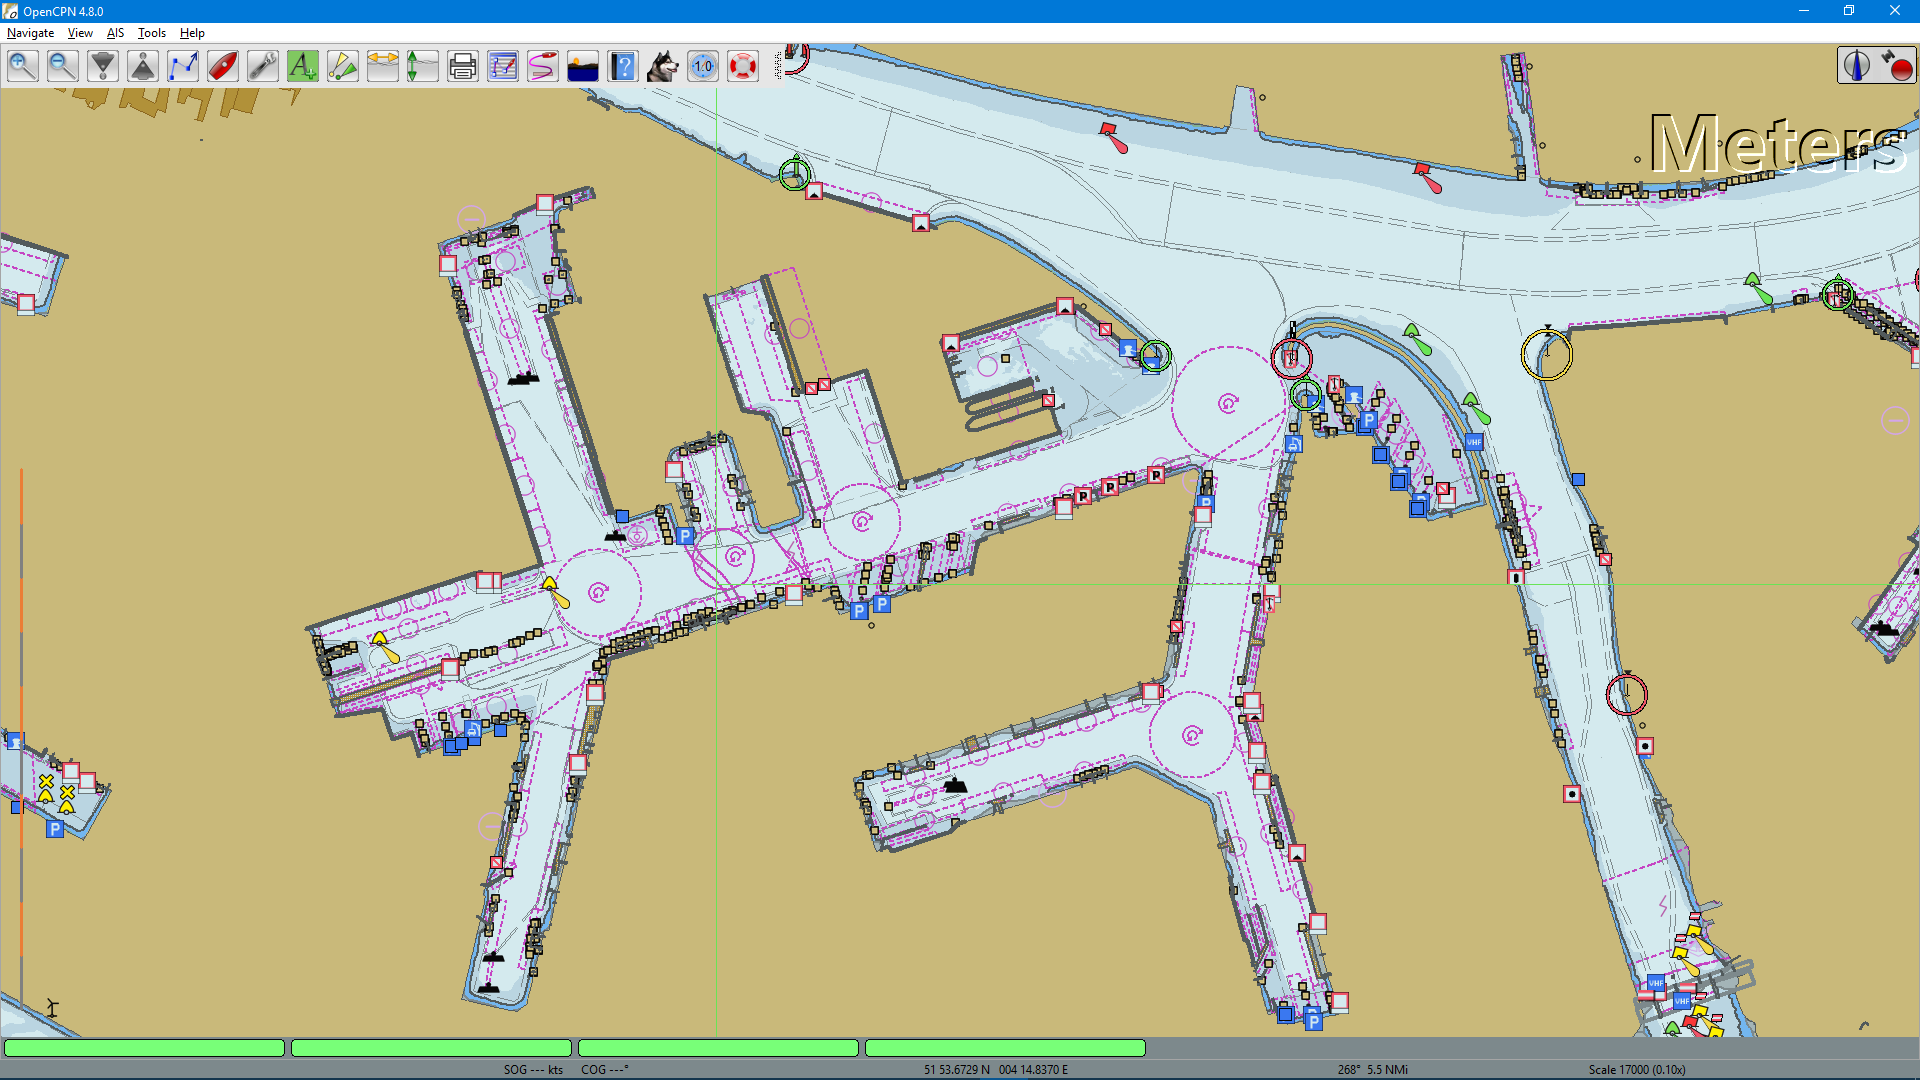 OpenCPN 4.8.0
Navigate View AIS Tools Help
1:0
Meters
P
VHF
P
P
R
R
R
P
P
P
P
VHF
VHF
P
SOG --- kts COG ---° 51 53.6729 N 004 14.8370 E 268° 5.5 NMi Scale 17000 (0.10x)